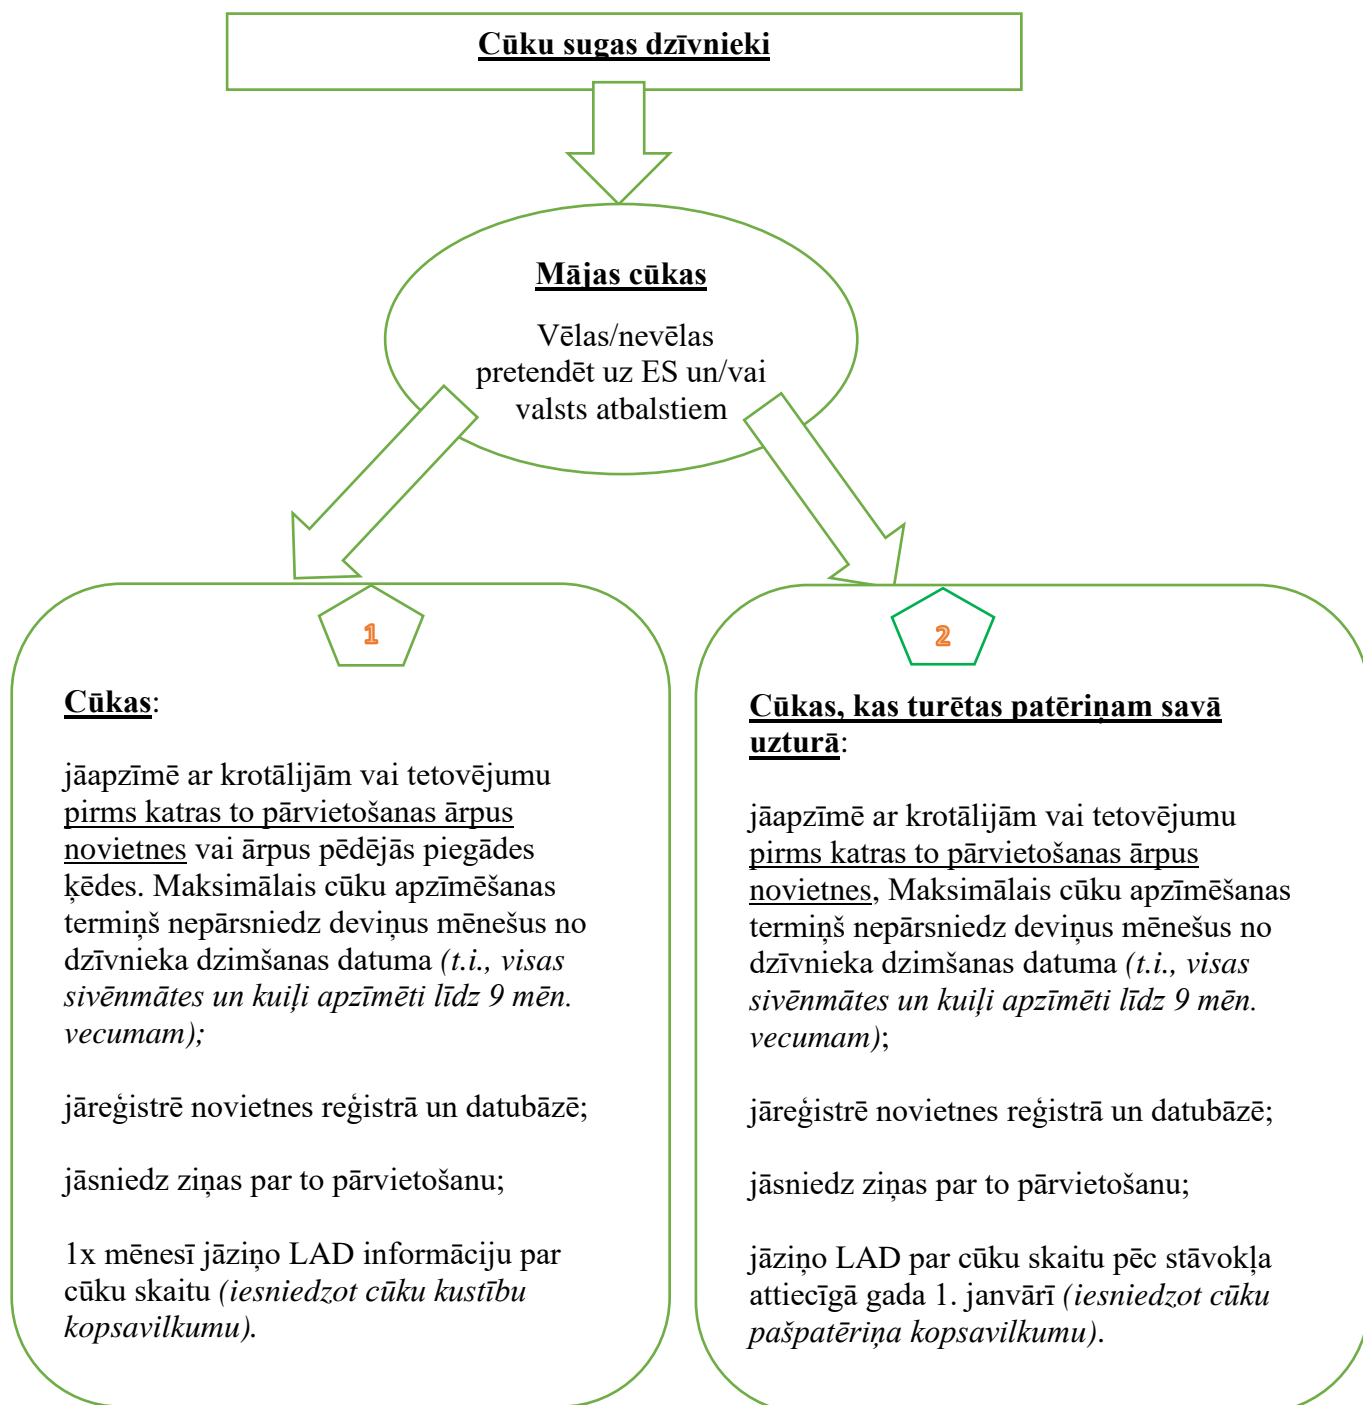 Cūku sugas dzīvnieki
Mājas cūkas
Vēlas/nevēlas
pretendēt uz ES un/vai
valsts atbalstiem
1
Cūkas:
jāapzīmē ar krotālijām vai tetovējumu
pirms katras to pārvietošanas ārpus
novietnes vai ārpus pēdējās piegādes
ķēdes. Maksimālais cūku apzīmēšanas
termiņš nepārsniedz deviņus mēnešus no
dzīvnieka dzimšanas datuma (t.i., visas
sivēnmātes un kuiļi apzīmēti līdz 9 mēn.
vecumam);
jāreģistrē novietnes reģistrā un datubāzē;
jāsniedz ziņas par to pārvietošanu;
1x mēnesī jāziņo LAD informāciju par
cūku skaitu (iesniedzot cūku kustību
kopsavilkumu).
2
Cūkas, kas turētas patēriņam savā
uzturā:
jāapzīmē ar krotālijām vai tetovējumu
pirms katras to pārvietošanas ārpus
novietnes, Maksimālais cūku apzīmēšanas
termiņš nepārsniedz deviņus mēnešus no
dzīvnieka dzimšanas datuma (t.i., visas
sivēnmātes un kuiļi apzīmēti līdz 9 mēn.
vecumam);
jāreģistrē novietnes reģistrā un datubāzē;
jāsniedz ziņas par to pārvietošanu;
jāziņo LAD par cūku skaitu pēc stāvokļa
attiecīgā gada 1. janvārī (iesniedzot cūku
pašpatēriņa kopsavilkumu).